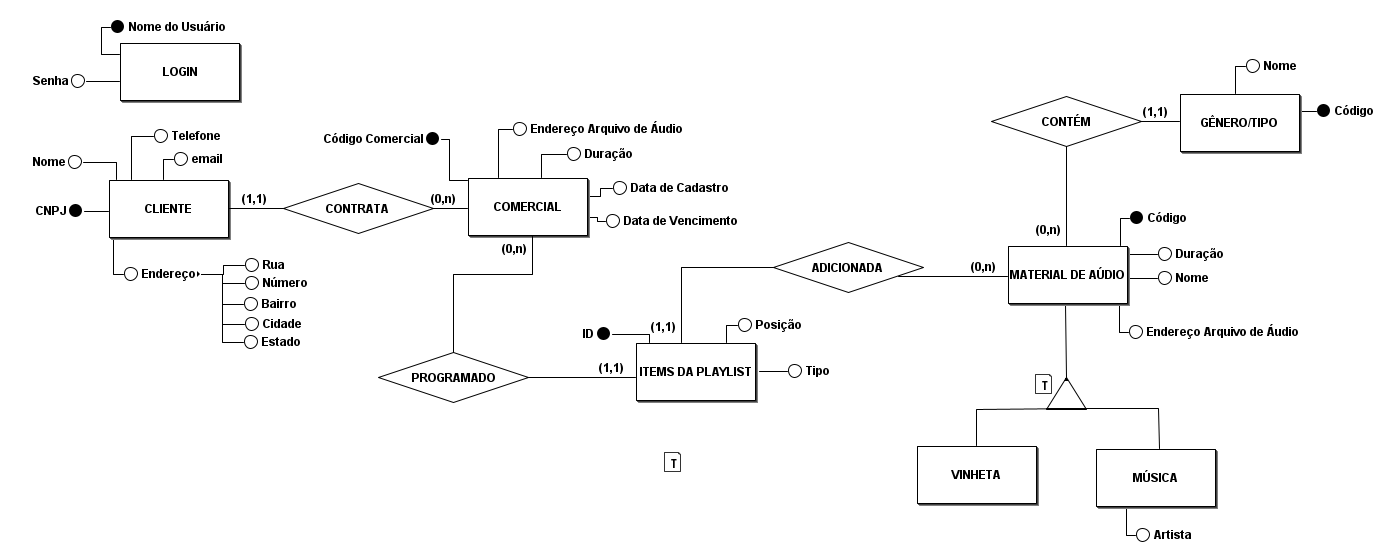 Nome do Usuário
LOGIN
Senha
Telefone
email
Nome
CNPJ
CLIENTE
Endereço
Rua
Número
Bairro
Cidade
Estado
(1,1)
CONTRATA
(0,n)
Código Comercial
Endereço Arquivo de Áudio
Duração
COMERCIAL
Data de Cadastro
Data de Vencimento
(0,n)
PROGRAMADO
(1,1)
ID
(1,1)
Posição
ITEMS DA PLAYLIST
Tipo
T
ADICIONADA
(0,n)
CONTÉM
(1,1)
Nome
GÊNERO/TIPO
Código
(0,n)
Código
MATERIAL DE AÚDIO
Duração
Nome
Endereço Arquivo de Áudio
T
VINHETA
MÚSICA
Artista